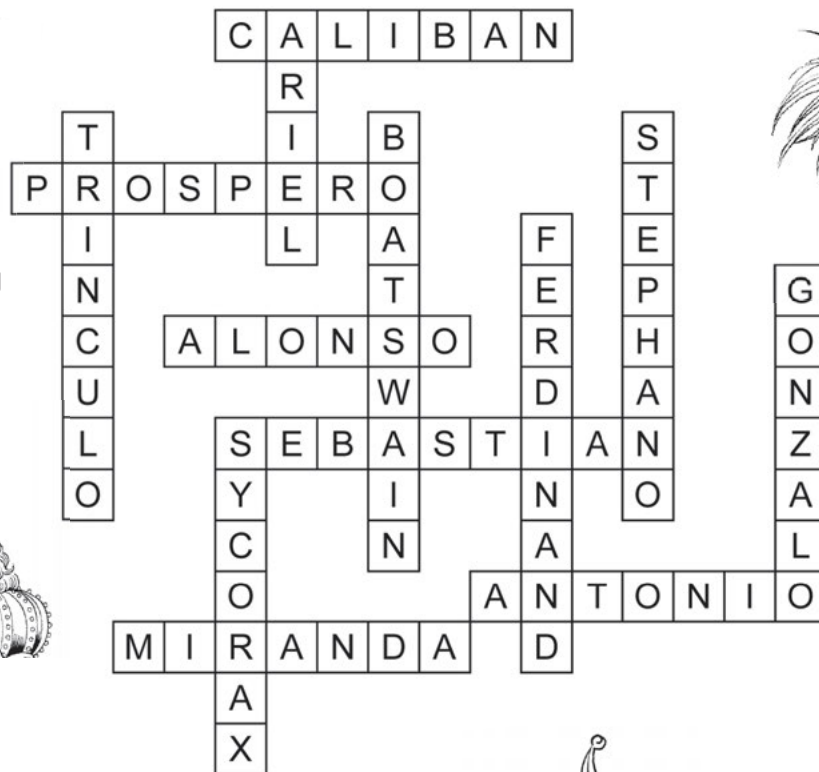 CALIBAN
ARIEL
TRINCULO
BOATSWAIN
STEPHANO
PROSPERO
FERDINAND
GONZALO
ALONSO
SEBASTIAN
SYCORAX
ANTONIO
MIRANDA